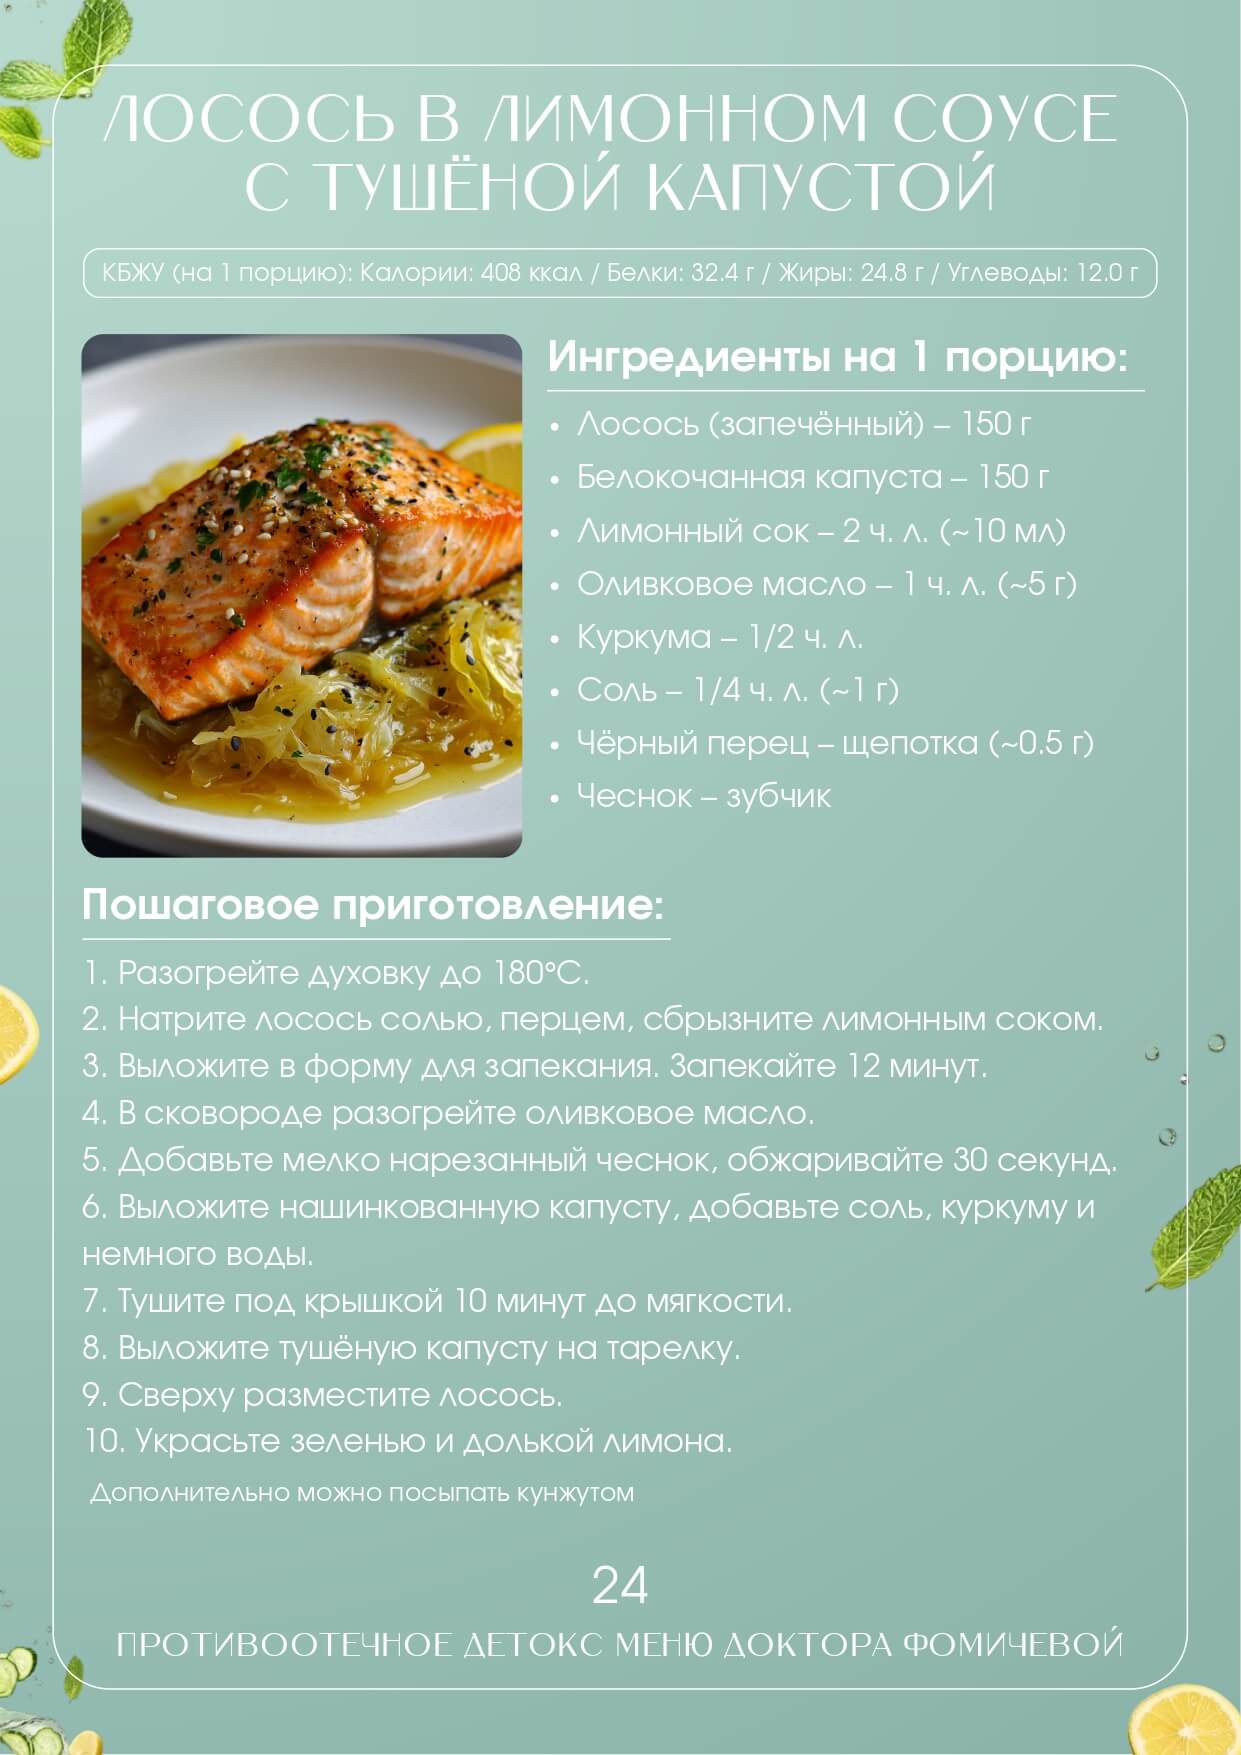 ЛОСОСЬ В ЛИМОННОМ СОУСЕ
С ТУШЁНОЙ КАПУСТОЙ
КБЖУ (на 1 порцию): Калории: 408 ккал / Белки: 32.4 г / Жиры: 24.8 г / Углеводы: 12.0 г
Ингредиенты на 1 порцию:
• Лосось (запечённый) – 150 г
• Белокочанная капуста – 150 г
• Лимонный сок – 2 ч. л. (~10 мл)
• Оливковое масло – 1 ч. л. (~5 г)
• Куркума – 1/2 ч. л.
• Соль – 1/4 ч. л. (~1 г)
• Чёрный перец – щепотка (~0.5 г)
• Чеснок – зубчик
Пошаговое приготовление:
1. Разогрейте духовку до 180°C.
2. Натрите лосось солью, перцем, сбрызните лимонным соком.
3. Выложите в форму для запекания. Запекайте 12 минут.
4. В сковороде разогрейте оливковое масло.
5. Добавьте мелко нарезанный чеснок, обжаривайте 30 секунд.
6. Выложите нашинкованную капусту, добавьте соль, куркуму и
немного воды.
7. Тушите под крышкой 10 минут до мягкости.
8. Выложите тушёную капусту на тарелку.
9. Сверху разместите лосось.
10. Украсьте зеленью и долькой лимона.
Дополнительно можно посыпать кунжутом
24
ПРОТИВООТЕЧНОЕ ДЕТОКС МЕНЮ ДОКТОРА ФОМИЧЕВОЙ